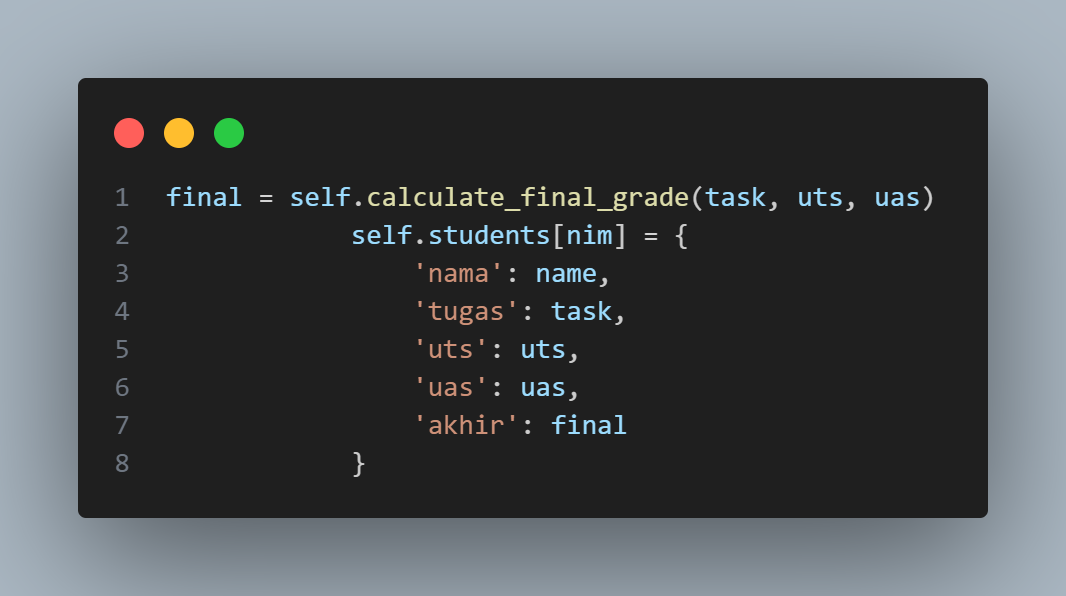 1 final = self.calculate_final_grade(task, uts, uas)
2             self.students[nim] = {
3                 'nama': name,
4                 'tugas': task,
5                 'uts': uts,
6                 'uas': uas,
7                 'akhir': final
8             }